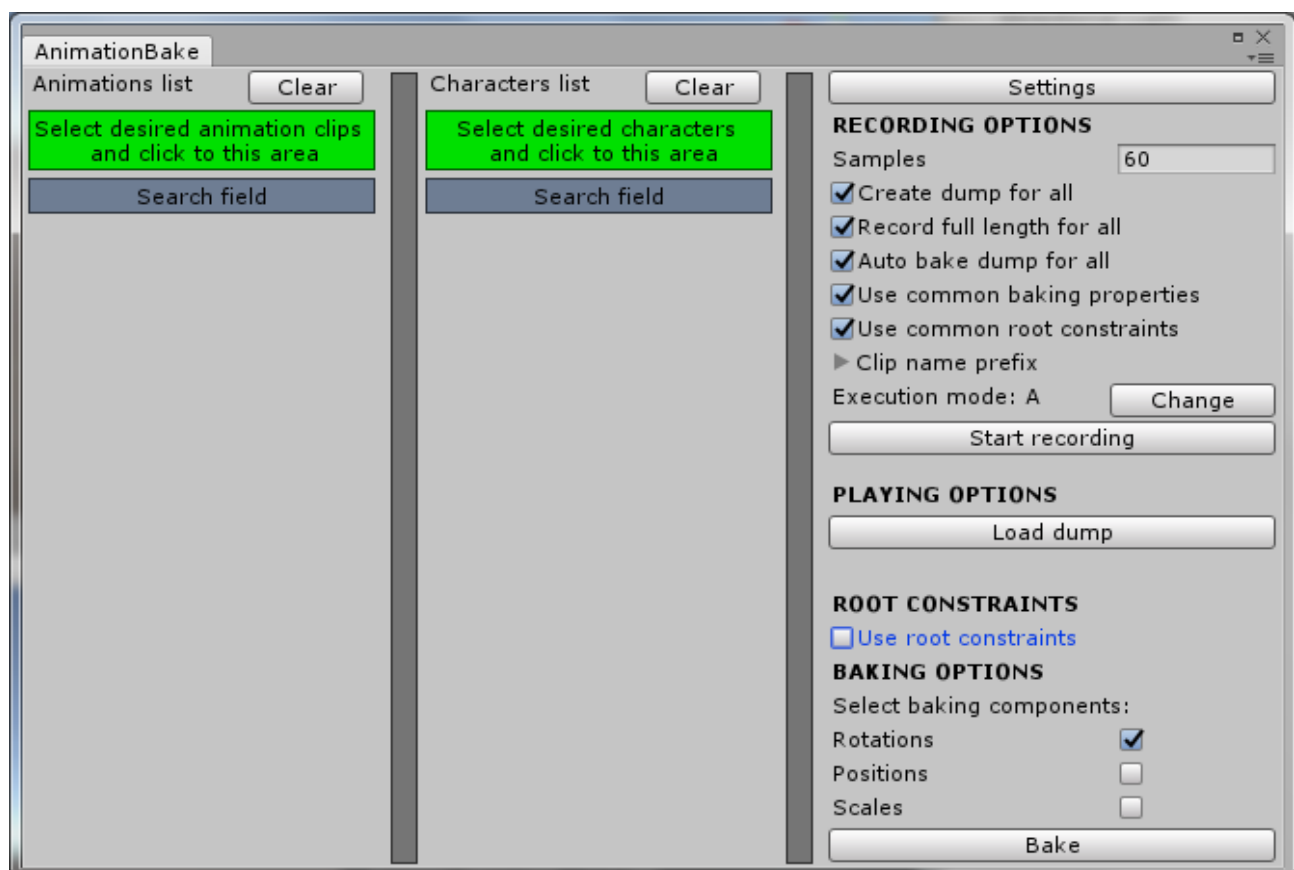 AnimationBake
Animations list
Clear
Select desired animation clips
and click to this area
Search field
Characters list
Clear
Select desired characters
and click to this area
Search field
Settings
RECORDING OPTIONS
Samples 60
Create dump for all
Record full length for all
Auto bake dump for all
Use common baking properties
Use common root constraints
Clip name prefix
Execution mode: A Change
Start recording
PLAYING OPTIONS
Load dump
ROOT CONSTRAINTS
Use root constraints
BAKING OPTIONS
Select baking components:
Rotations
Positions
Scales
Bake